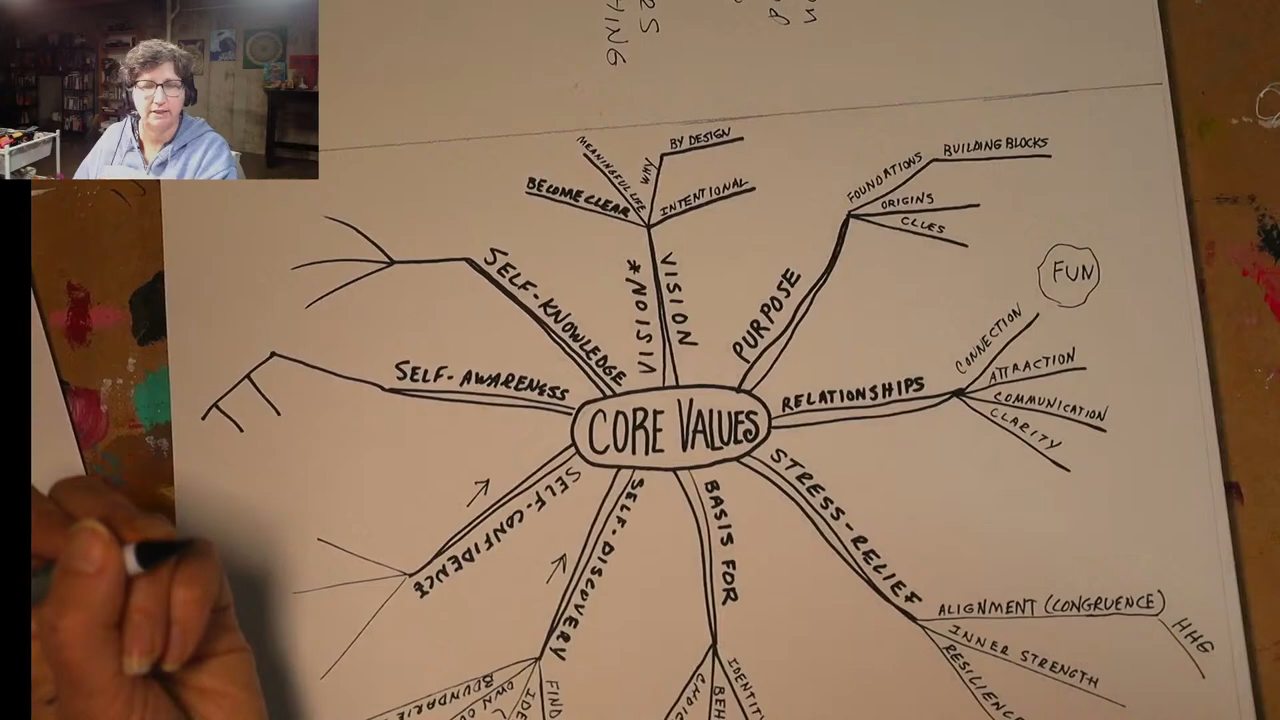 BY DESIGN
WHY
MEANINGFUL LIFE
BECOME CLEAR
INTENTIONAL
VISION
VISION*
FOUNDATIONS
BUILDING BLOCKS
ORIGINS
CLUES
PURPOSE
FUN
SELF-KNOWLEDGE
SELF-AWARENESS
CORE VALUES
RELATIONSHIPS
CONNECTION
ATTRACTION
COMMUNICATION
CLARITY
STRESS-RELIEF
ALIGNMENT (CONGRUENCE)
HHG
INNER STRENGTH
BASIS FOR
IDENTITY
SELF-DISCOVERY
FIND
SELF-CONFIDENCE